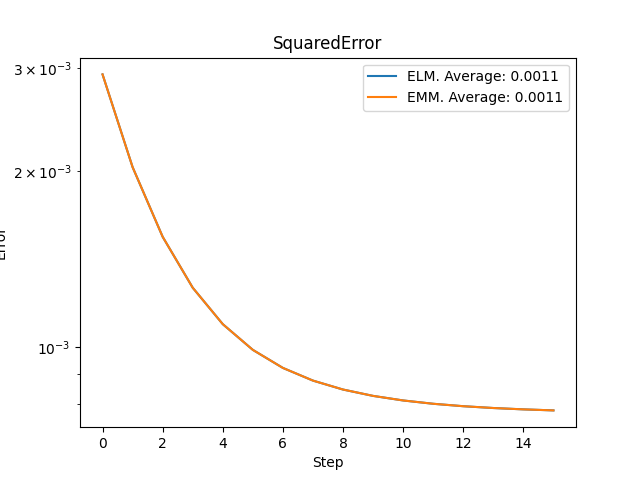 SquaredError
ELM. Average: 0.0011
EMM. Average: 0.0011
3 × 10⁻³
2 × 10⁻³
10⁻³
Error
0 2 4 6 8 10 12 14
Step